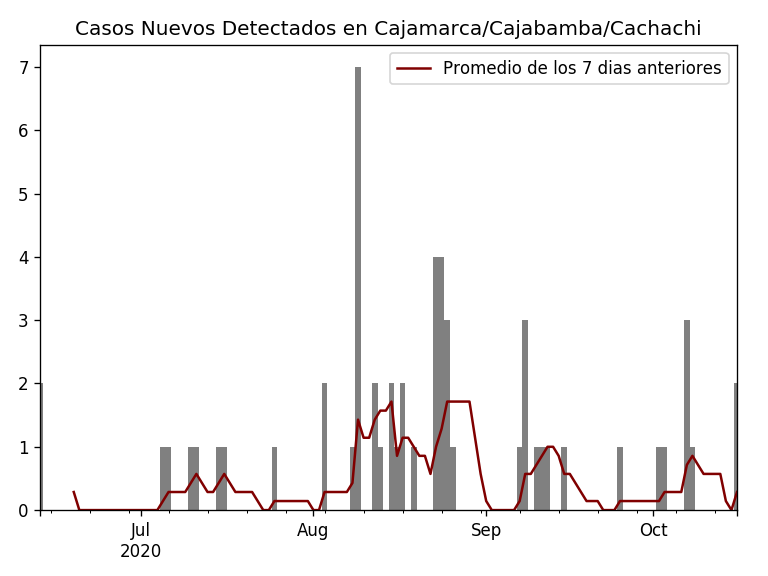 Casos Nuevos Detectados en Cajamarca/Cajabamba/Cachachi
Promedio de los 7 dias anteriores
7
6
5
4
3
2
1
0
Jul
2020
Aug
Sep
Oct